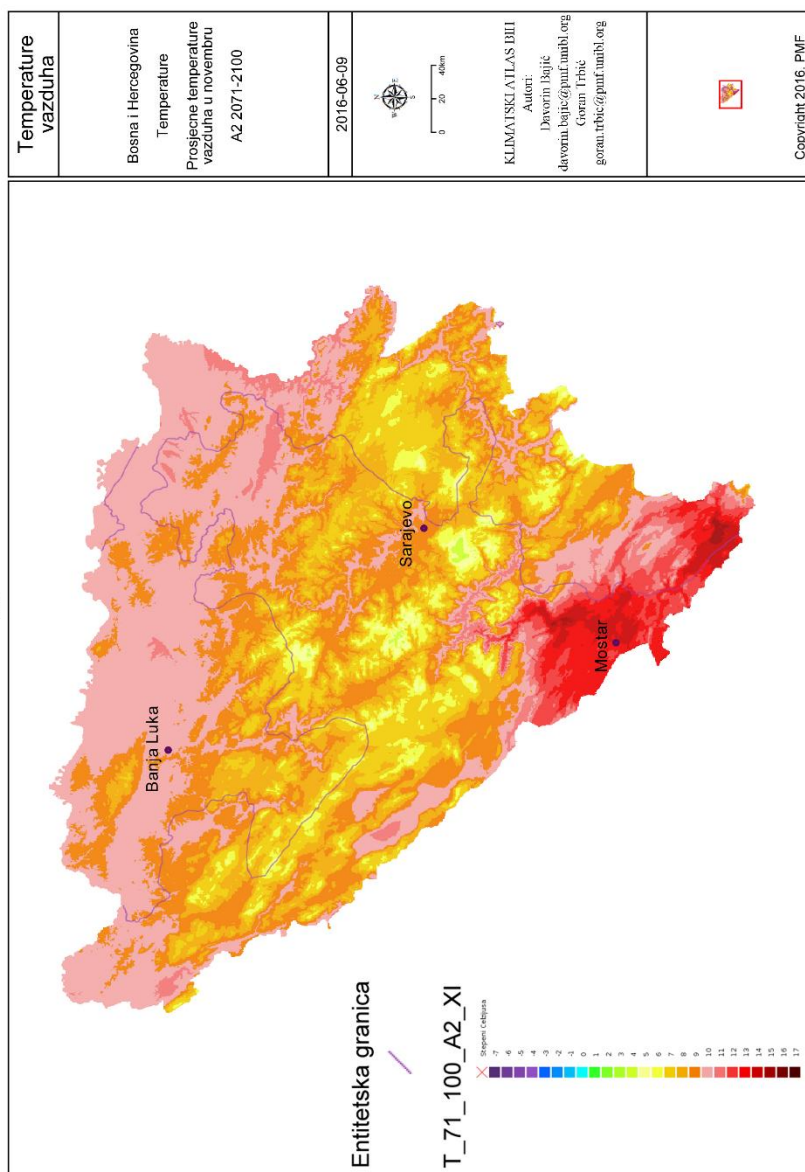 Temperature
vazduha
Bosna i Hercegovina
Temperature
Prosjecne temperature
vazduha u novembru
A2 2071-2100
2016-06-09
N
E
S
0 20 40km
KLIMATSKI ATLAS BIH
Autori:
Davorin Bajić
davorin.bajic@pmf.unibl.org
Goran Trbić
goran.trbic@pmf.unibl.org
Copyright 2016. PMF
Banja Luka
Sarajevo
Mostar
Entitetska granica
T_71_100_A2_XI
Stepeni Celzijusa
-7
-6
-5
-4
-3
-2
-1
0
1
2
3
4
5
6
7
8
9
10
11
12
13
14
15
16
17